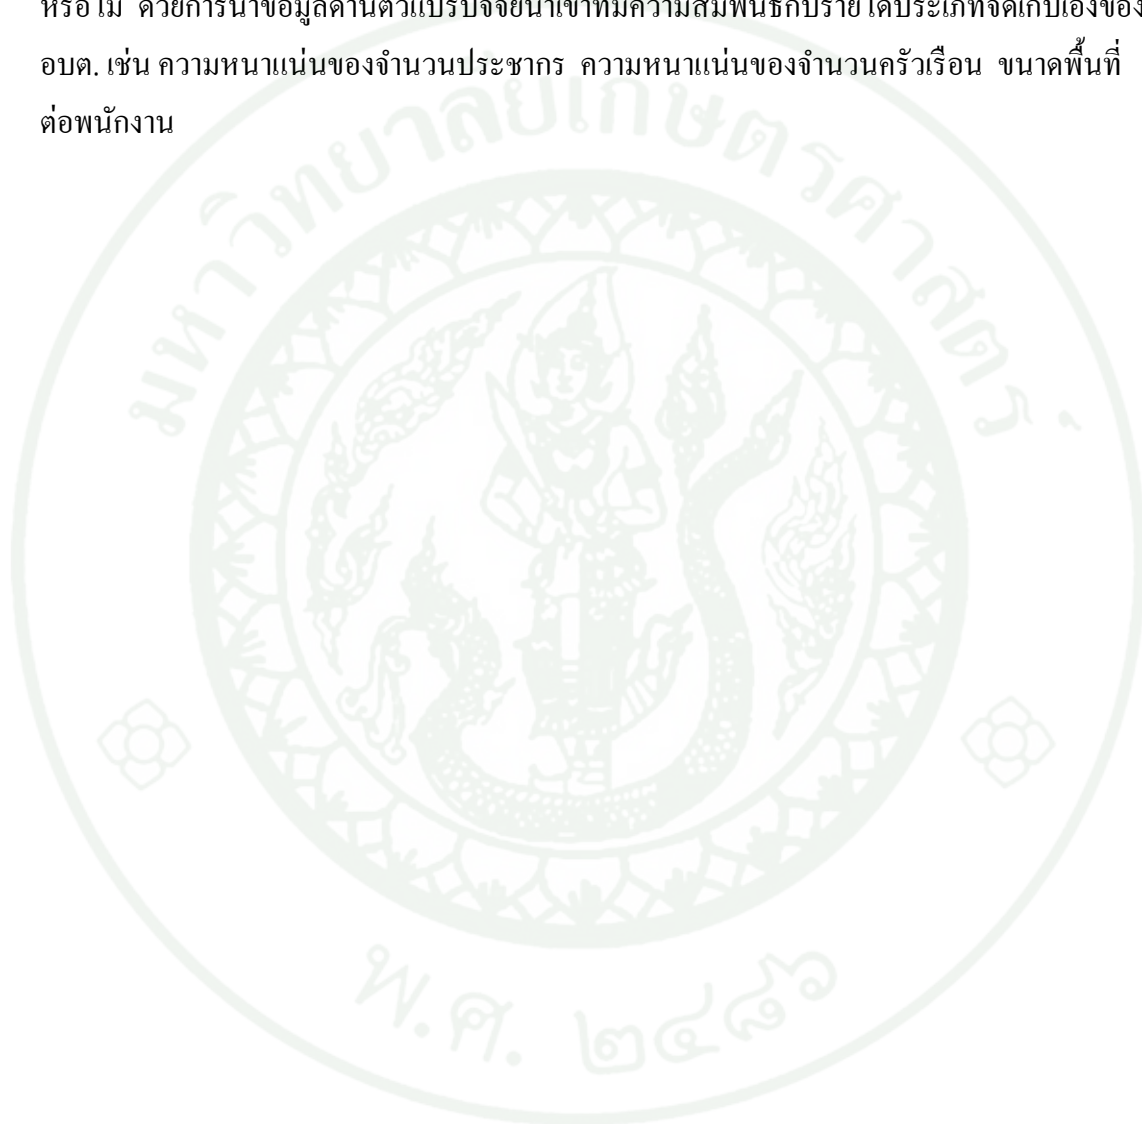 หรือไม่ ด้วยการนำข้อมูลด้านตัวแปรปัจจัยนำเข้าที่มีความสัมพันธ์กับรายได้ประเภทจัดเก็บเองของ
อบต. เช่น ความหนาแน่นของจำนวนประชากร ความหนาแน่นของจำนวนครัวเรือน ขนาดพื้นที่
ต่อพนักงาน
มหาวิทยาลัยเกษตรศาสตร์
พ.ศ. ๒๔๘๖